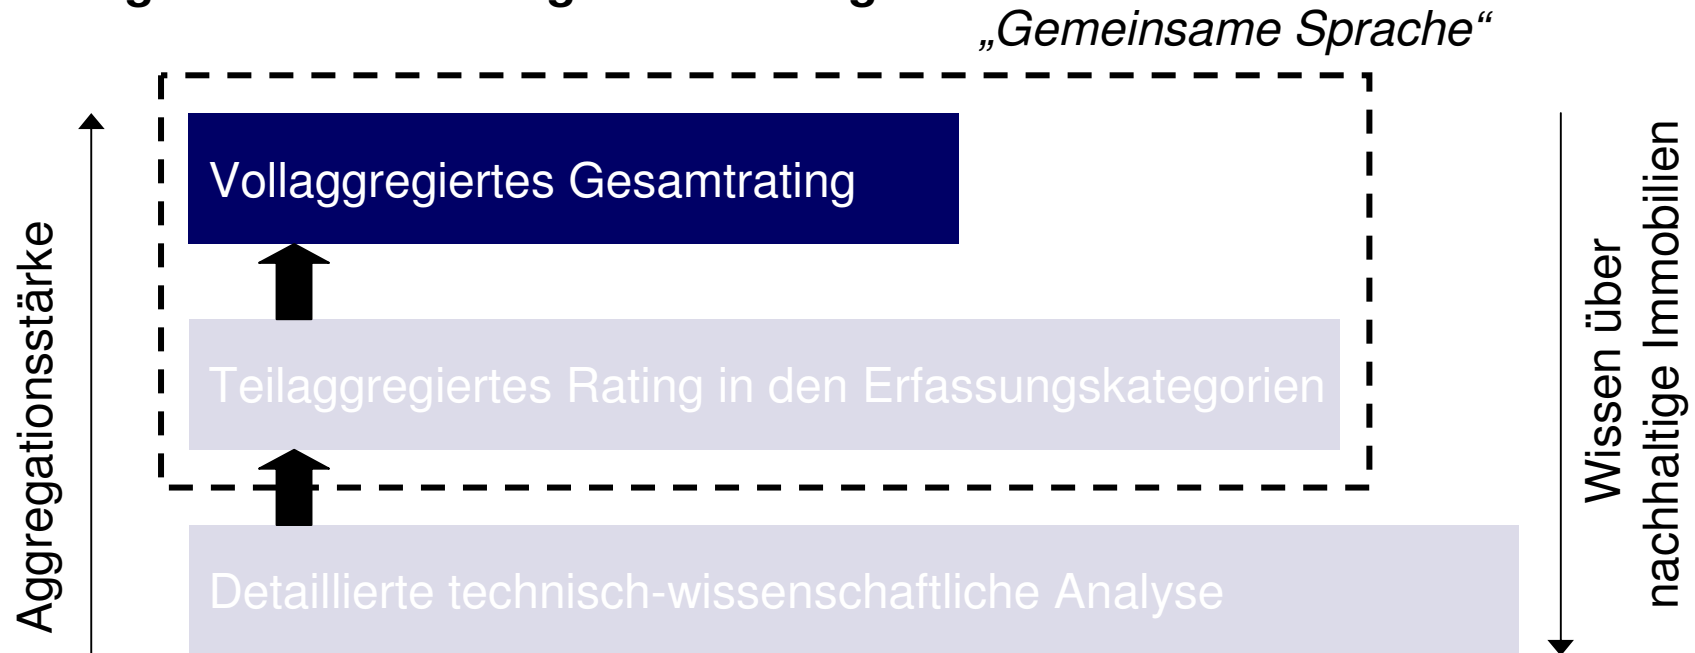 „Gemeinsame Sprache“
Vollaggregiertes Gesamtrating
Teilaggregiertes Rating in den Erfassungskategorien
Detaillierte technisch-wissenschaftliche Analyse
Aggregationsstärke
Wissen über
nachhaltige Immobilien